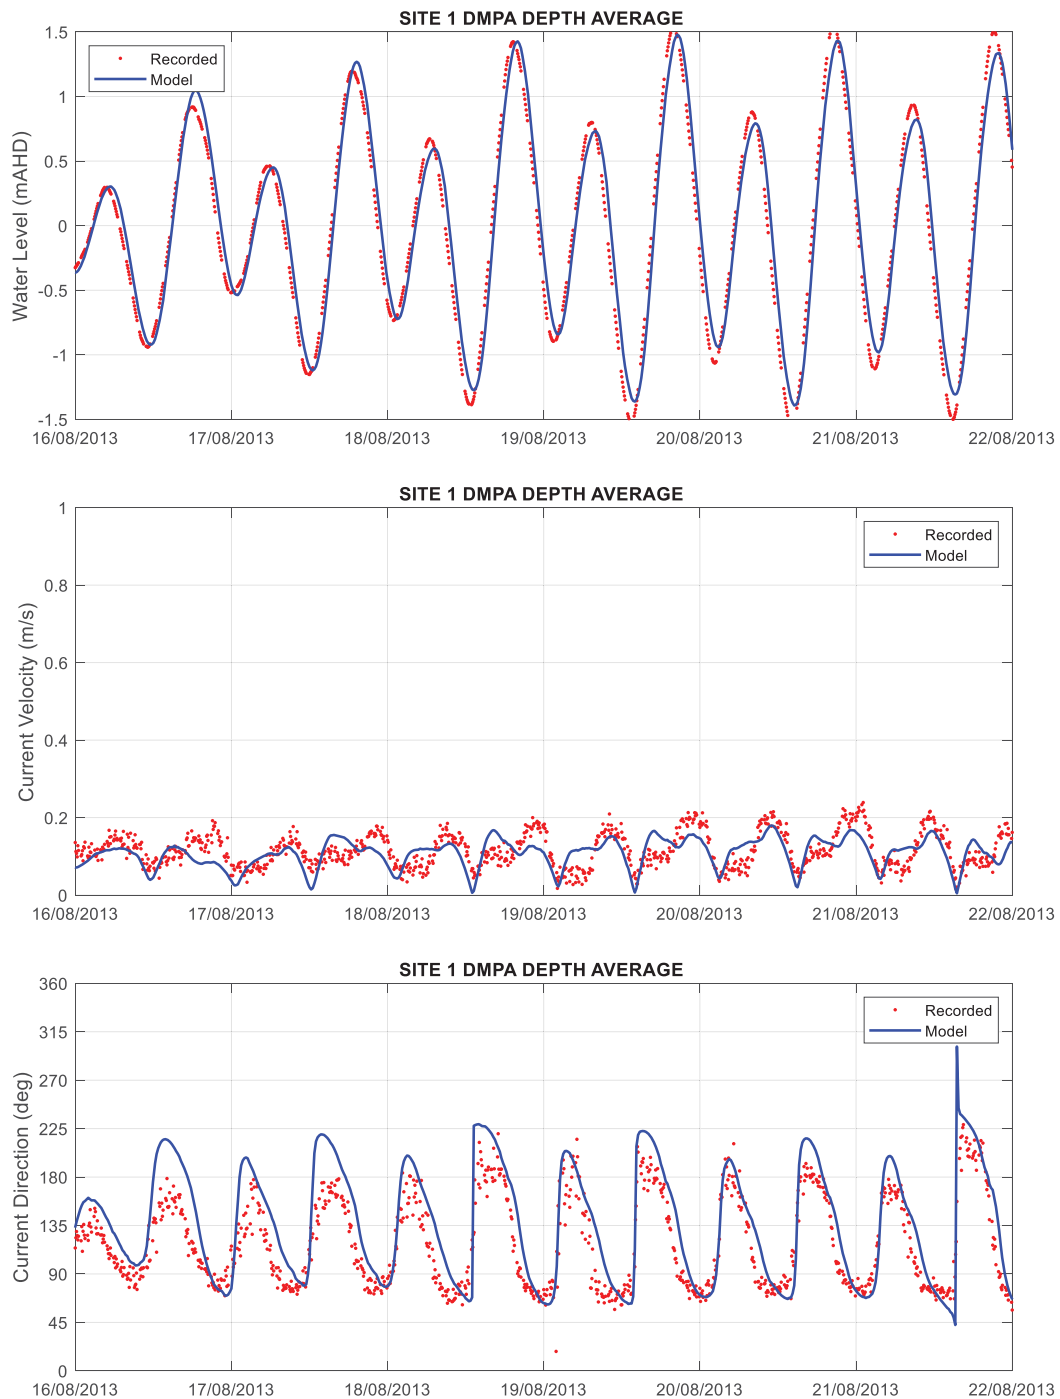 SITE 1 DMPA DEPTH AVERAGE
Recorded
Model
Water Level (mAHD)
1.5
1
0.5
0
-0.5
-1
-1.5
16/08/2013 17/08/2013 18/08/2013 19/08/2013 20/08/2013 21/08/2013 22/08/2013
SITE 1 DMPA DEPTH AVERAGE
Recorded
Model
Current Velocity (m/s)
1
0.8
0.6
0.4
0.2
0
16/08/2013 17/08/2013 18/08/2013 19/08/2013 20/08/2013 21/08/2013 22/08/2013
SITE 1 DMPA DEPTH AVERAGE
Recorded
Model
Current Direction (deg)
360
315
270
225
180
135
90
45
0
16/08/2013 17/08/2013 18/08/2013 19/08/2013 20/08/2013 21/08/2013 22/08/2013